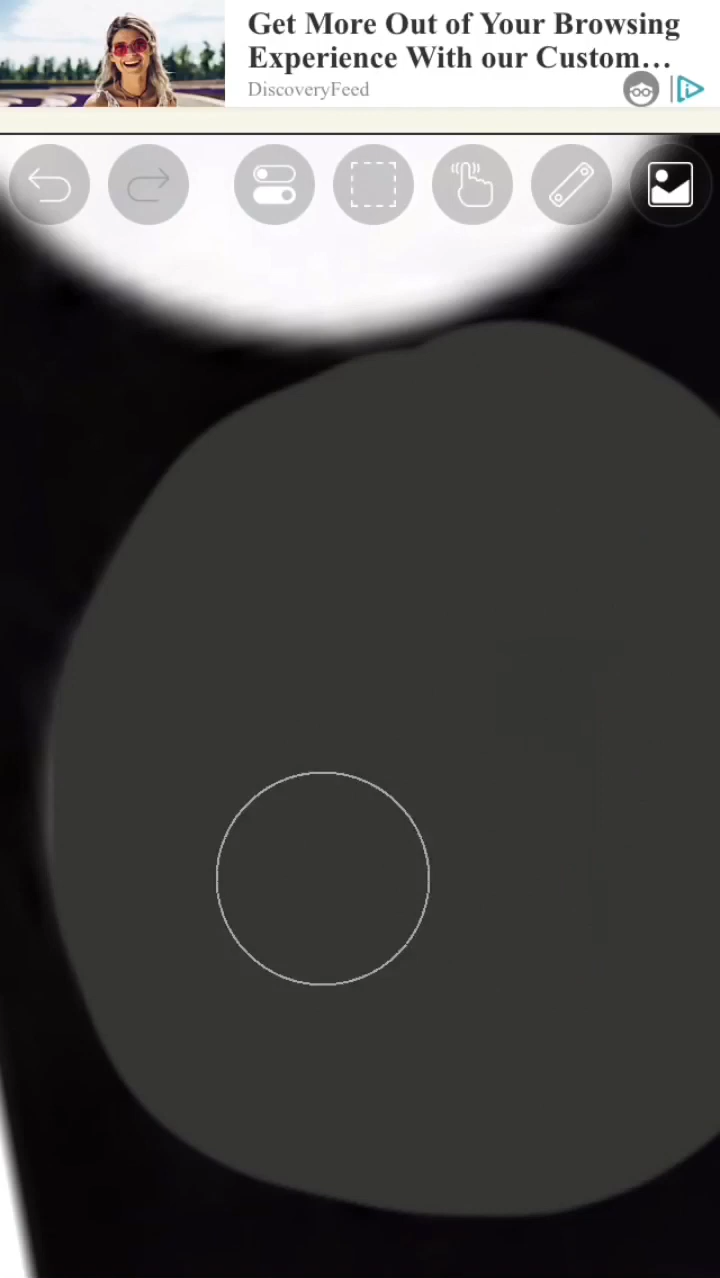 Get More Out of Your Browsing
Experience With our Custom...
DiscoveryFeed